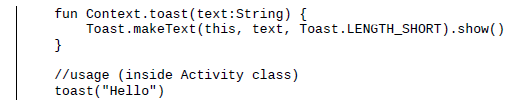 fun Context.toast(text:String) {
    Toast.makeText(this, text, Toast.LENGTH_SHORT).show()
}
//usage (inside Activity class)
toast("Hello")